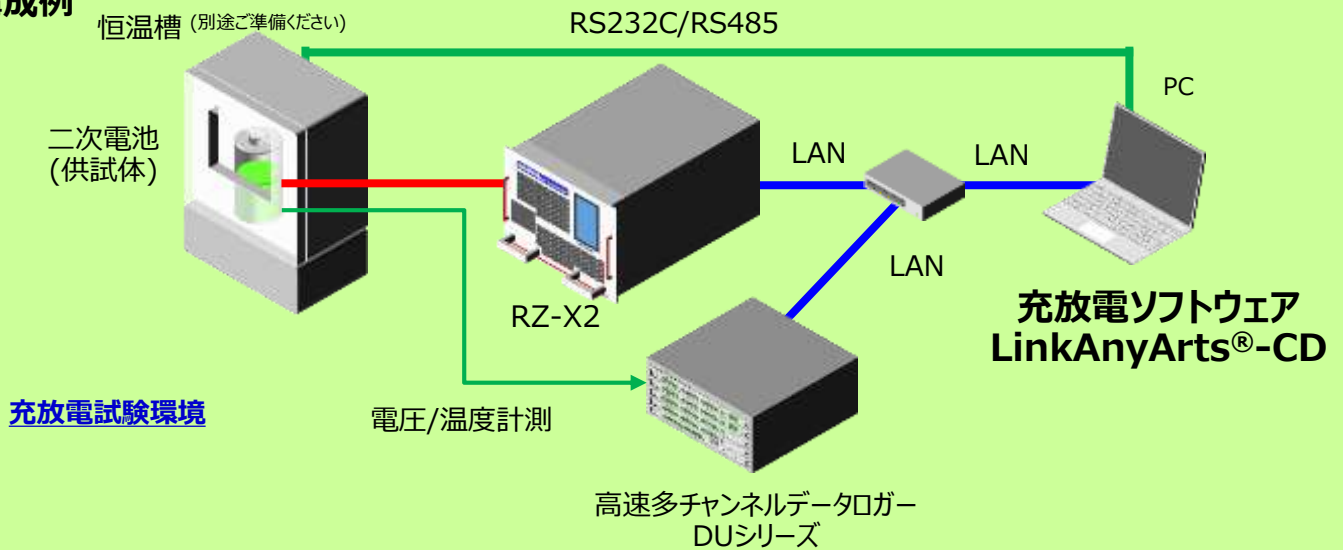 成例
恒温槽 (別途ご準備ください)
RS232C/RS485
PC
二次電池
(供試体)
LAN
LAN
LAN
RZ-X2
充放電ソフトウェア
LinkAnyArts®-CD
充放電試験環境
電圧/温度計測
高速多チャンネルデータロガー
DUシリーズ